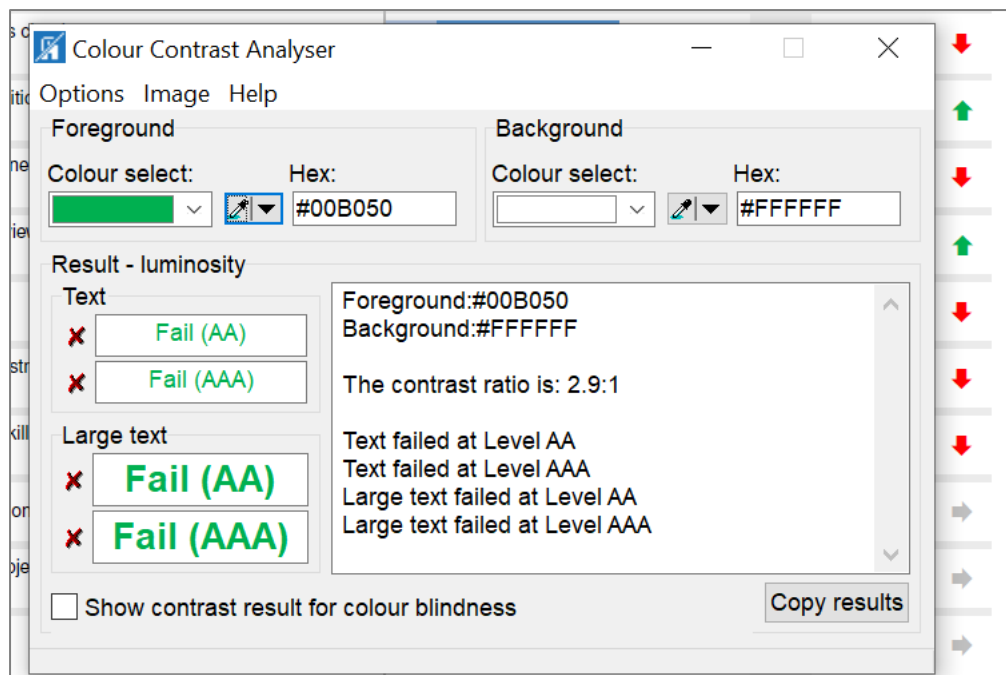 Colour Contrast Analyser
Options Image Help
Foreground
Background
Colour select:
Hex:
Colour select:
Hex:
#00B050
#FFFFFF
Result - luminosity
Text
Fail (AA)
Fail (AAA)
Large text
Fail (AA)
Fail (AAA)
Foreground:#00B050
Background:#FFFFFF
The contrast ratio is: 2.9:1
Text failed at Level AA
Text failed at Level AAA
Large text failed at Level AA
Large text failed at Level AAA
Show contrast result for colour blindness
Copy results